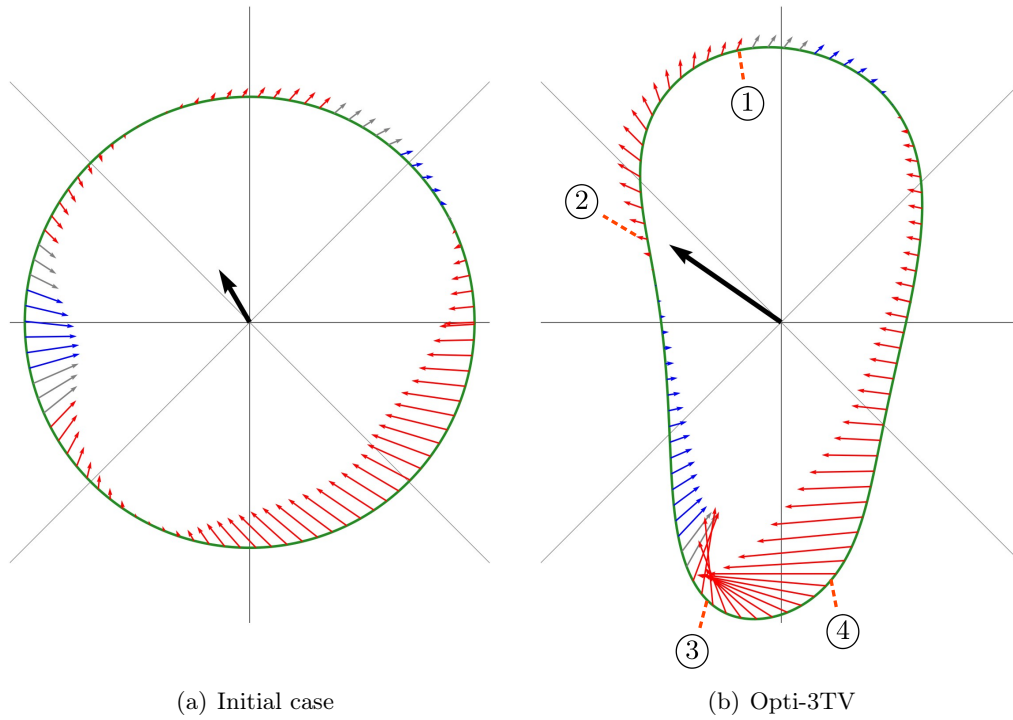 ①
②
③
④
(a) Initial case
(b) Opti-3TV